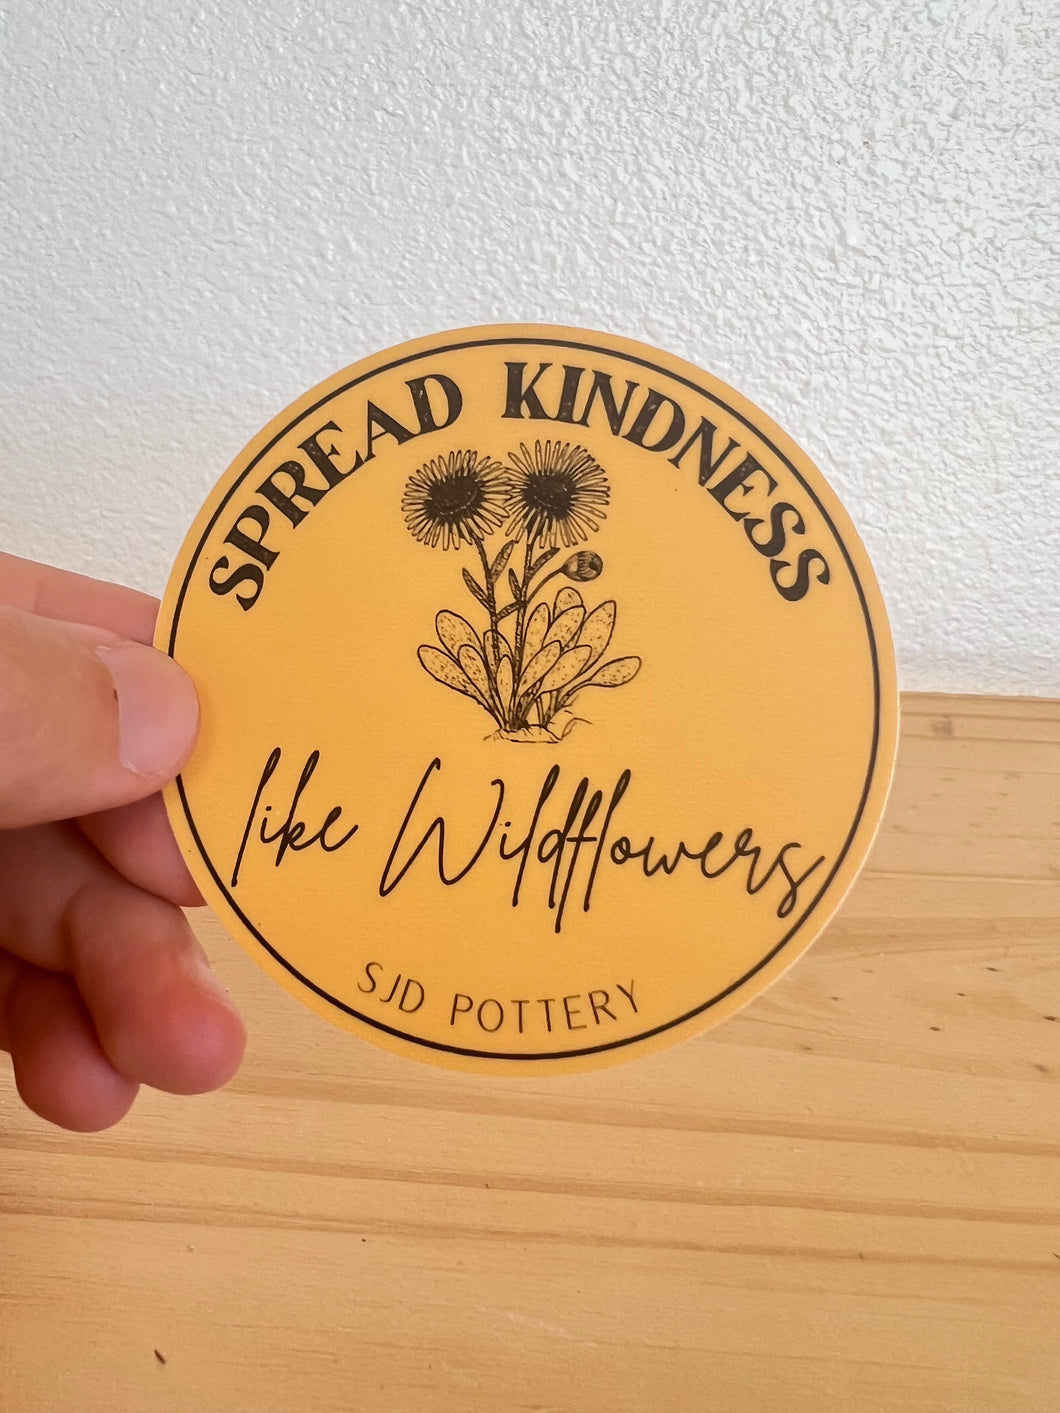 SPREAD KINDNESS
like Wildflowers
SJD POTTERY